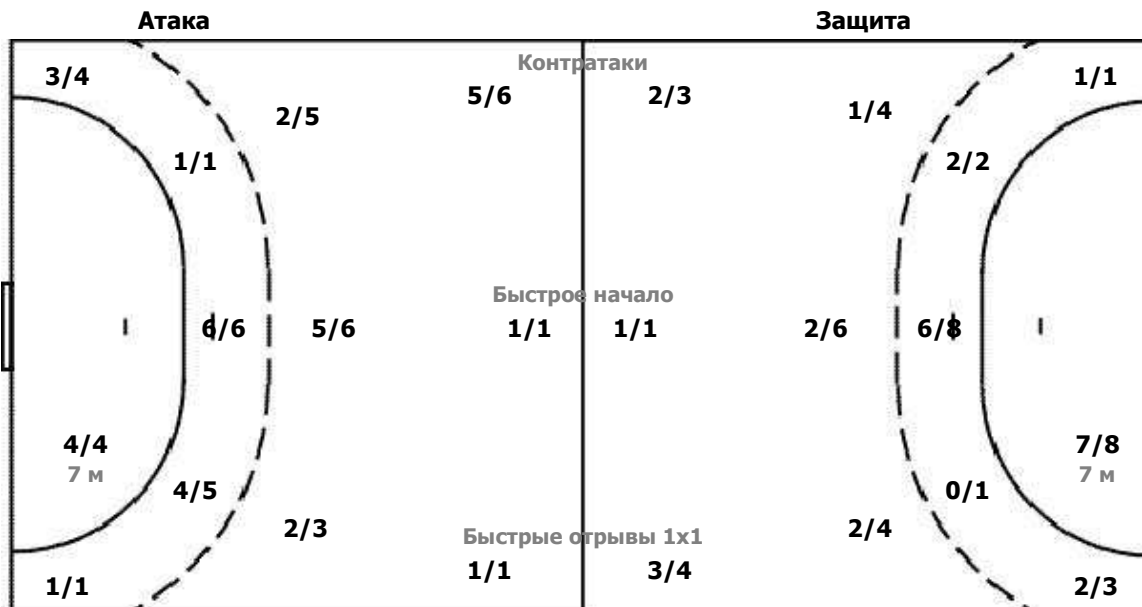 Атака Защита
Контратаки
3/4 5/6 2/3 1/1
2/5 1/4
1/1 2/2
Быстрое начало
6/6 5/6 1/1 1/1 2/6 6/8
4/4 7/8
7 м 7 м
4/5 0/1
2/3 2/4
Быстрые отрывы 1x1
1/1 1/1 3/4 2/3